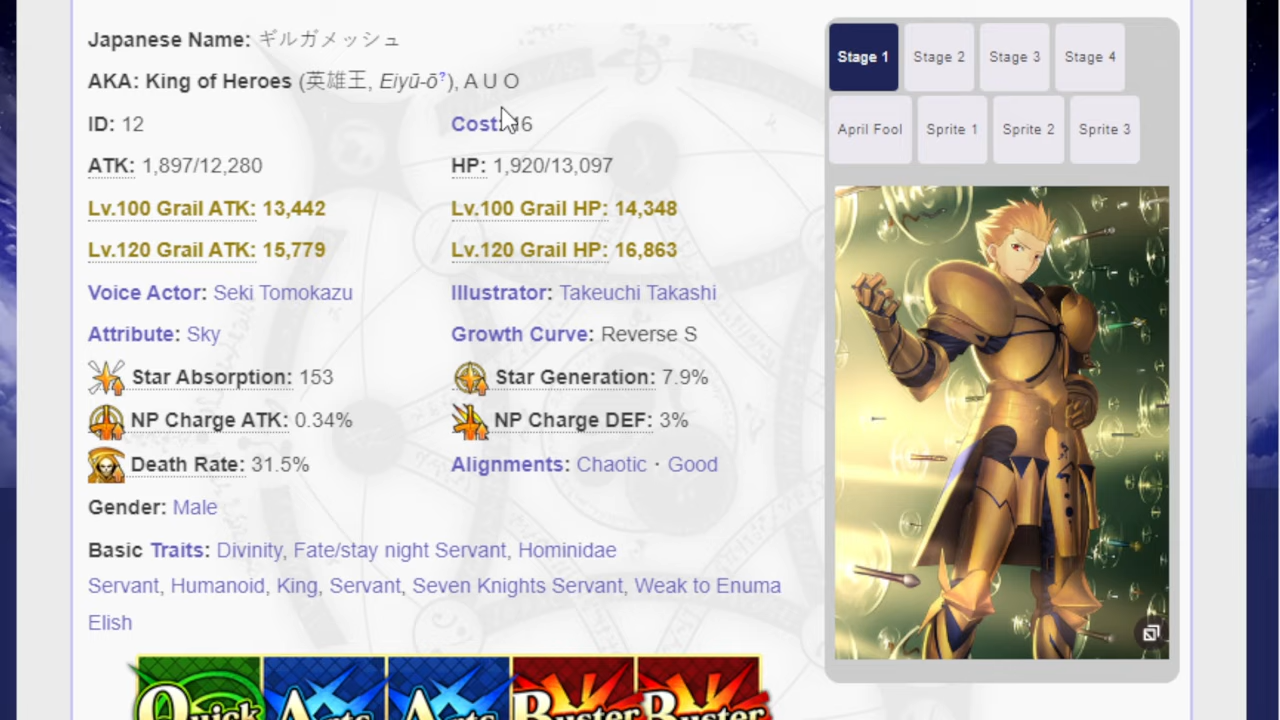 Japanese Name: ギルガメッシュ
AKA: King of Heroes (英雄王, Eiyū-ō?), A U O
ID: 12 Cost: 16
ATK: 1,897/12,280 HP: 1,920/13,097
Lv.100 Grail ATK: 13,442 Lv.100 Grail HP: 14,348
Lv.120 Grail ATK: 15,779 Lv.120 Grail HP: 16,863
Voice Actor: Seki Tomokazu Illustrator: Takeuchi Takashi
Attribute: Sky Growth Curve: Reverse S
Star Absorption: 153 Star Generation: 7.9%
NP Charge ATK: 0.34% NP Charge DEF: 3%
Death Rate: 31.5% Alignments: Chaotic・Good
Gender: Male
Basic Traits: Divinity, Fate/stay night Servant, Hominidae
Servant, Humanoid, King, Servant, Seven Knights Servant, Weak to Enuma
Elish
Quick Arts Arts Buster Buster
Stage 1 Stage 2 Stage 3 Stage 4
April Fool Sprite 1 Sprite 2 Sprite 3